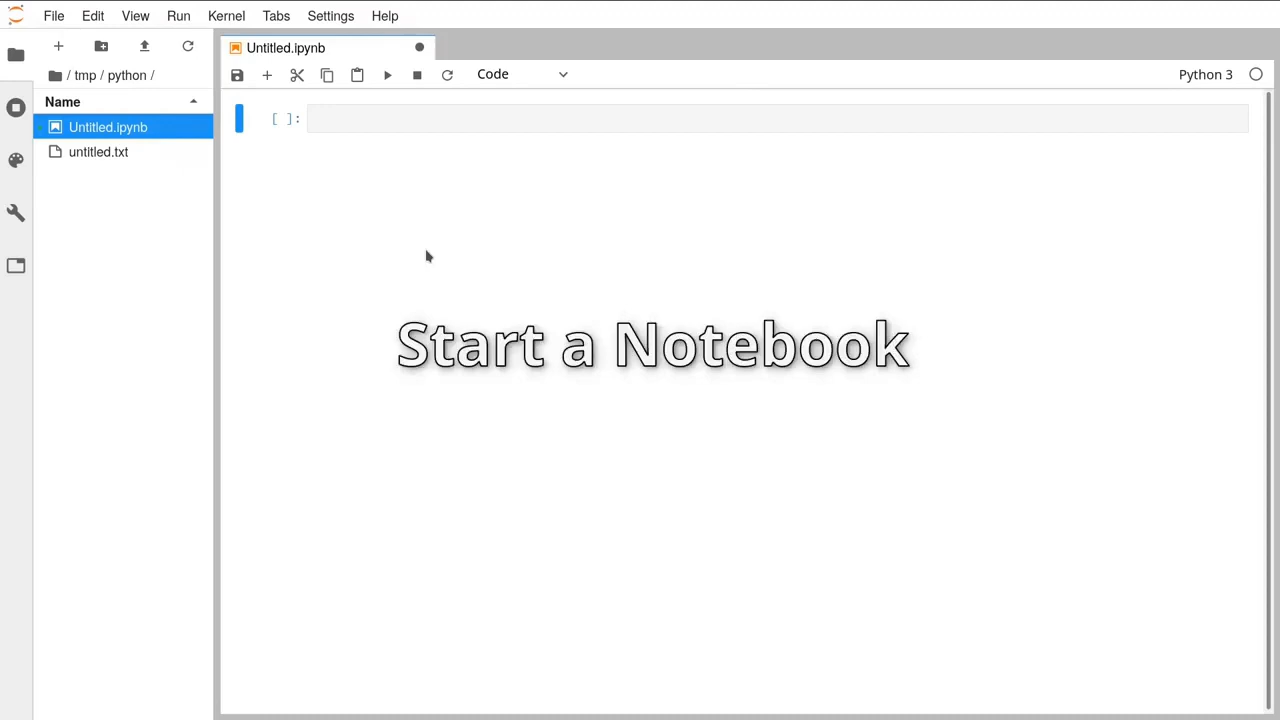 File Edit View Run Kernel Tabs Settings Help
Untitled.ipynb
/ tmp / python /
Code
Python 3
Name
[ ]:
Untitled.ipynb
untitled.txt
Start a Notebook